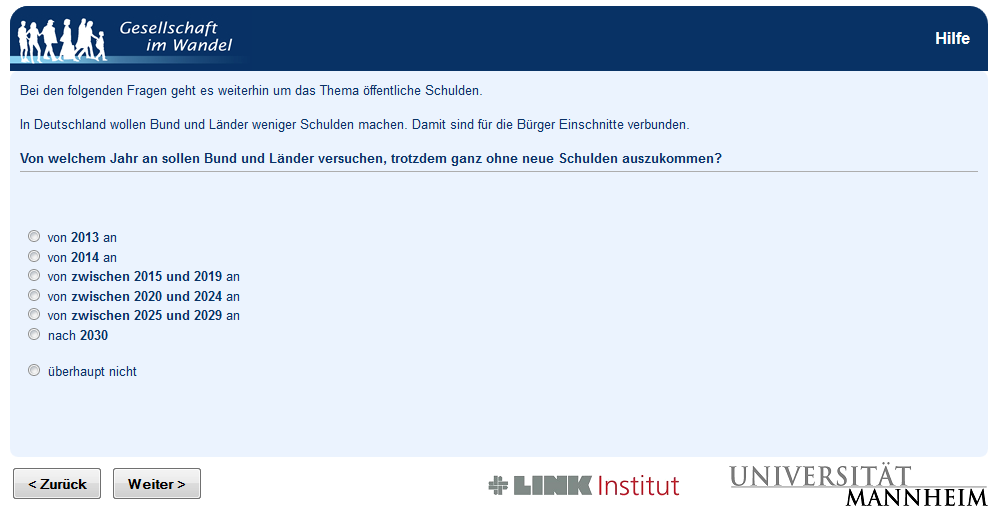 Gesellschaft
im Wandel
Hilfe
Bei den folgenden Fragen geht es weiterhin um das Thema öffentliche Schulden.
In Deutschland wollen Bund und Länder weniger Schulden machen. Damit sind für die Bürger Einschnitte verbunden.
Von welchem Jahr an sollen Bund und Länder versuchen, trotzdem ganz ohne neue Schulden auszukommen?
von 2013 an
von 2014 an
von zwischen 2015 und 2019 an
von zwischen 2020 und 2024 an
von zwischen 2025 und 2029 an
nach 2030
überhaupt nicht
< Zurück
Weiter >
LINK Institut
UNIVERSITÄT
MANNHEIM